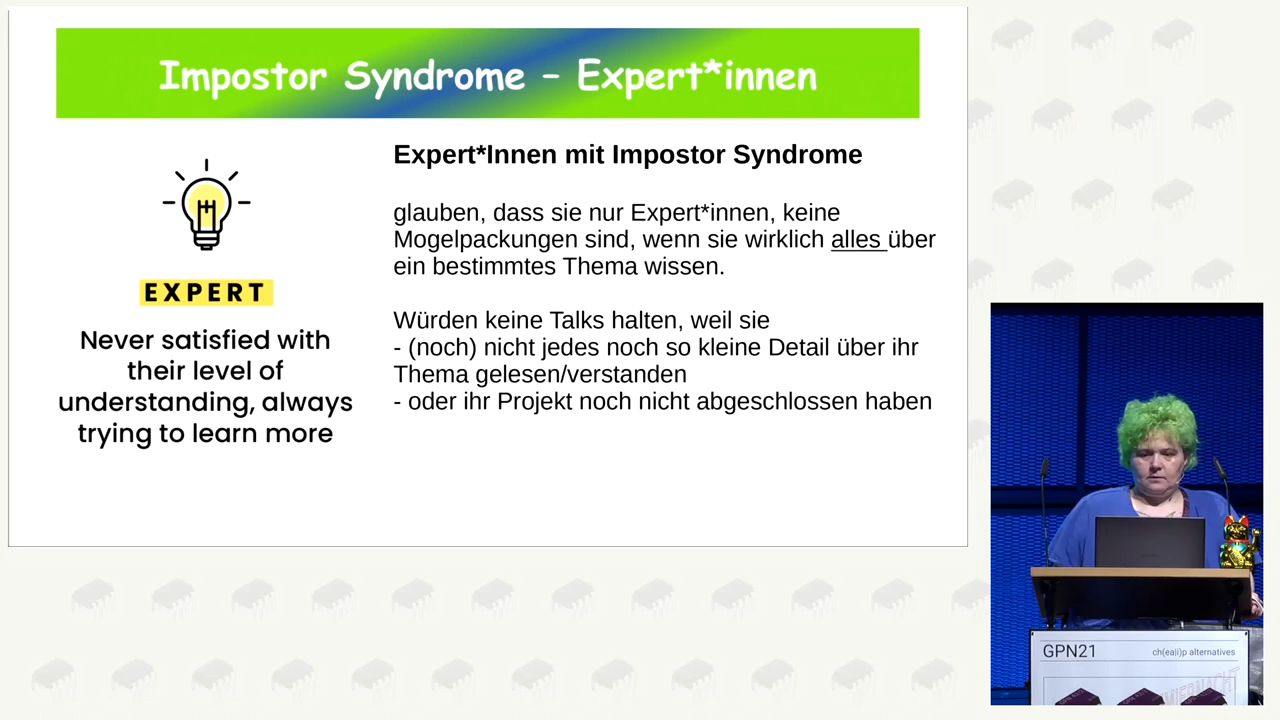 Impostor Syndrome – Expert*innen
EXPERT
Never satisfied with
their level of
understanding, always
trying to learn more
Expert*Innen mit Impostor Syndrome
glauben, dass sie nur Expert*innen, keine
Mogelpackungen sind, wenn sie wirklich alles über
ein bestimmtes Thema wissen.
Würden keine Talks halten, weil sie
- (noch) nicht jedes noch so kleine Detail über ihr
Thema gelesen/verstanden
- oder ihr Projekt noch nicht abgeschlossen haben
GPN21
ch(ea|i)p alternatives